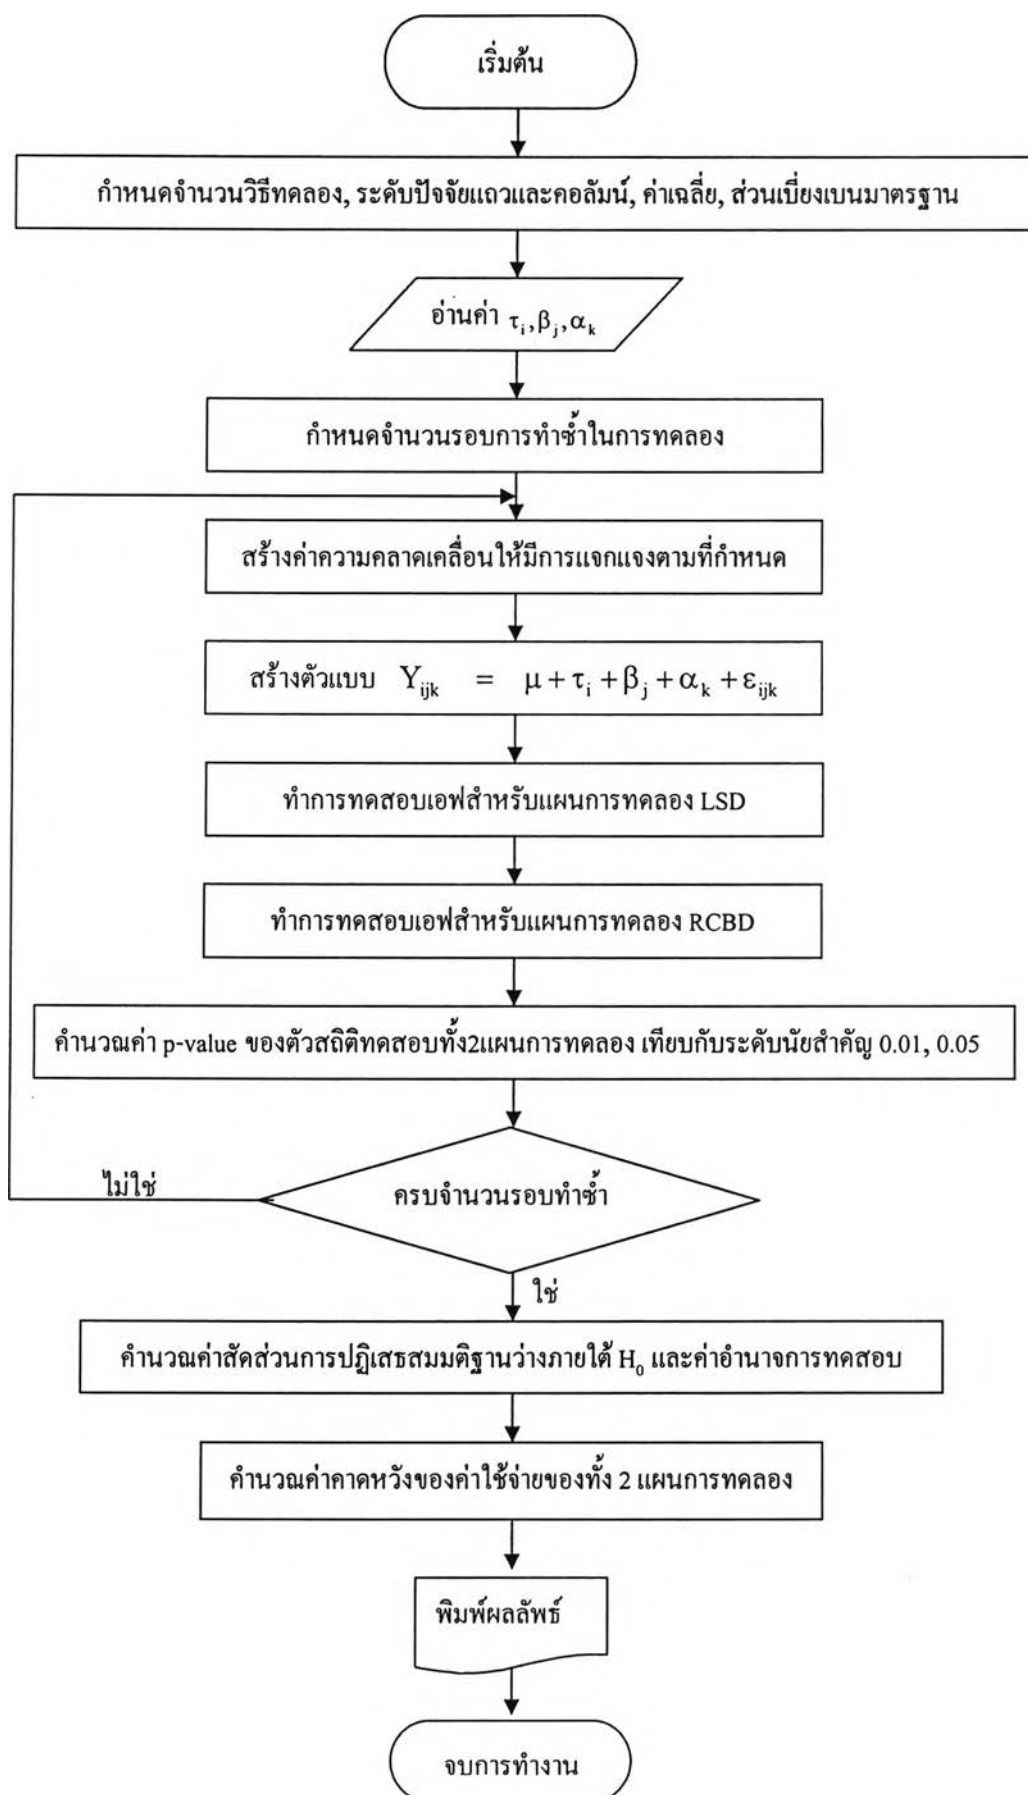 เริ่มต้น
กำหนดจำนวนวิธีทดลอง, ระดับปัจจัยแถวและคอลัมน์, ค่าเฉลี่ย, ส่วนเบี่ยงเบนมาตรฐาน
อ่านค่า τ_i, β_j, α_k
กำหนดจำนวนรอบการทำซ้ำในการทดลอง
สร้างค่าความคลาดเคลื่อนให้มีการแจกแจงตามที่กำหนด
สร้างตัวแบบ Y_ijk = μ + τ_i + β_j + α_k + ε_ijk
ทำการทดสอบเอฟสำหรับแผนการทดลอง LSD
ทำการทดสอบเอฟสำหรับแผนการทดลอง RCBD
คำนวณค่า p-value ของตัวสถิติทดสอบทั้ง2แผนการทดลอง เทียบกับระดับนัยสำคัญ 0.01, 0.05
ไม่ใช่
ครบจำนวนรอบทำซ้ำ
ใช่
คำนวณค่าสัดส่วนการปฏิเสธสมมติฐานว่างภายใต้ H_0 และค่าอำนาจการทดสอบ
คำนวณค่าคาดหวังของค่าใช้จ่ายของทั้ง 2 แผนการทดลอง
พิมพ์ผลลัพธ์
จบการทำงาน